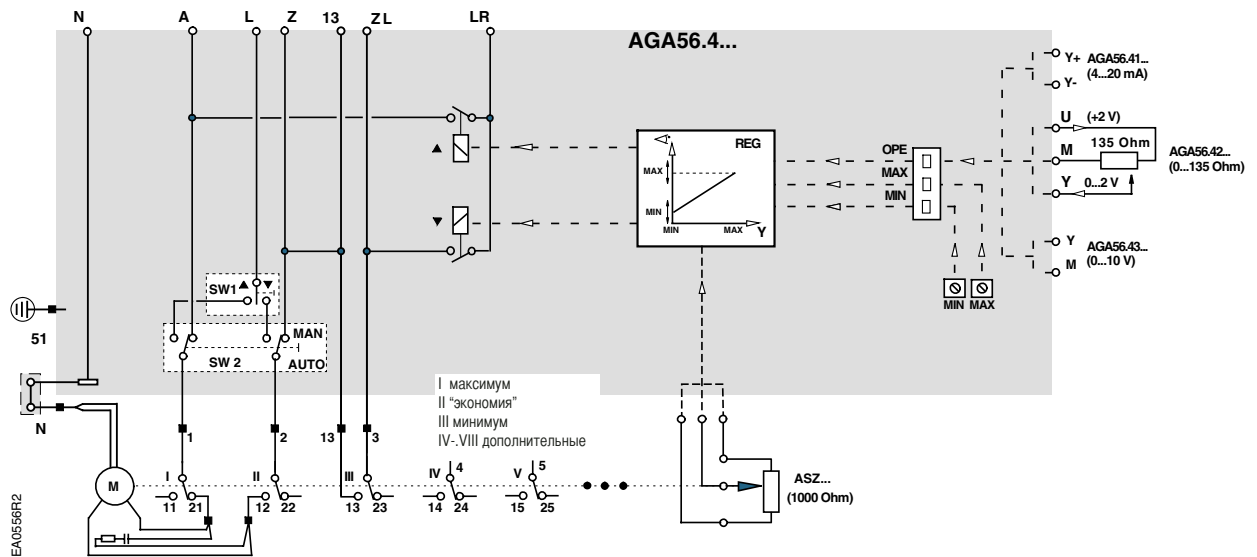 N A L Z 13 ZL LR
AGA56.4...
Y+ AGA56.41...
(4...20 mA)
Y-
U (+2 V)
135 Ohm
M
AGA56.42...
(0...135 Ohm)
Y 0...2 V
Y AGA56.43...
(0...10 V)
M
REG
MAX
MIN
MIN MAX Y
OPE
MAX
MIN
MIN MAX
SW1
MAN
SW 2 AUTO
51
N
I максимум
II "экономия"
III минимум
IV-.VIII дополнительные
1 2 13 3
I II III IV 4 V 5
11 21 12 22 13 23 14 24 15 25
M
ASZ...
(1000 Ohm)
EA0556R2